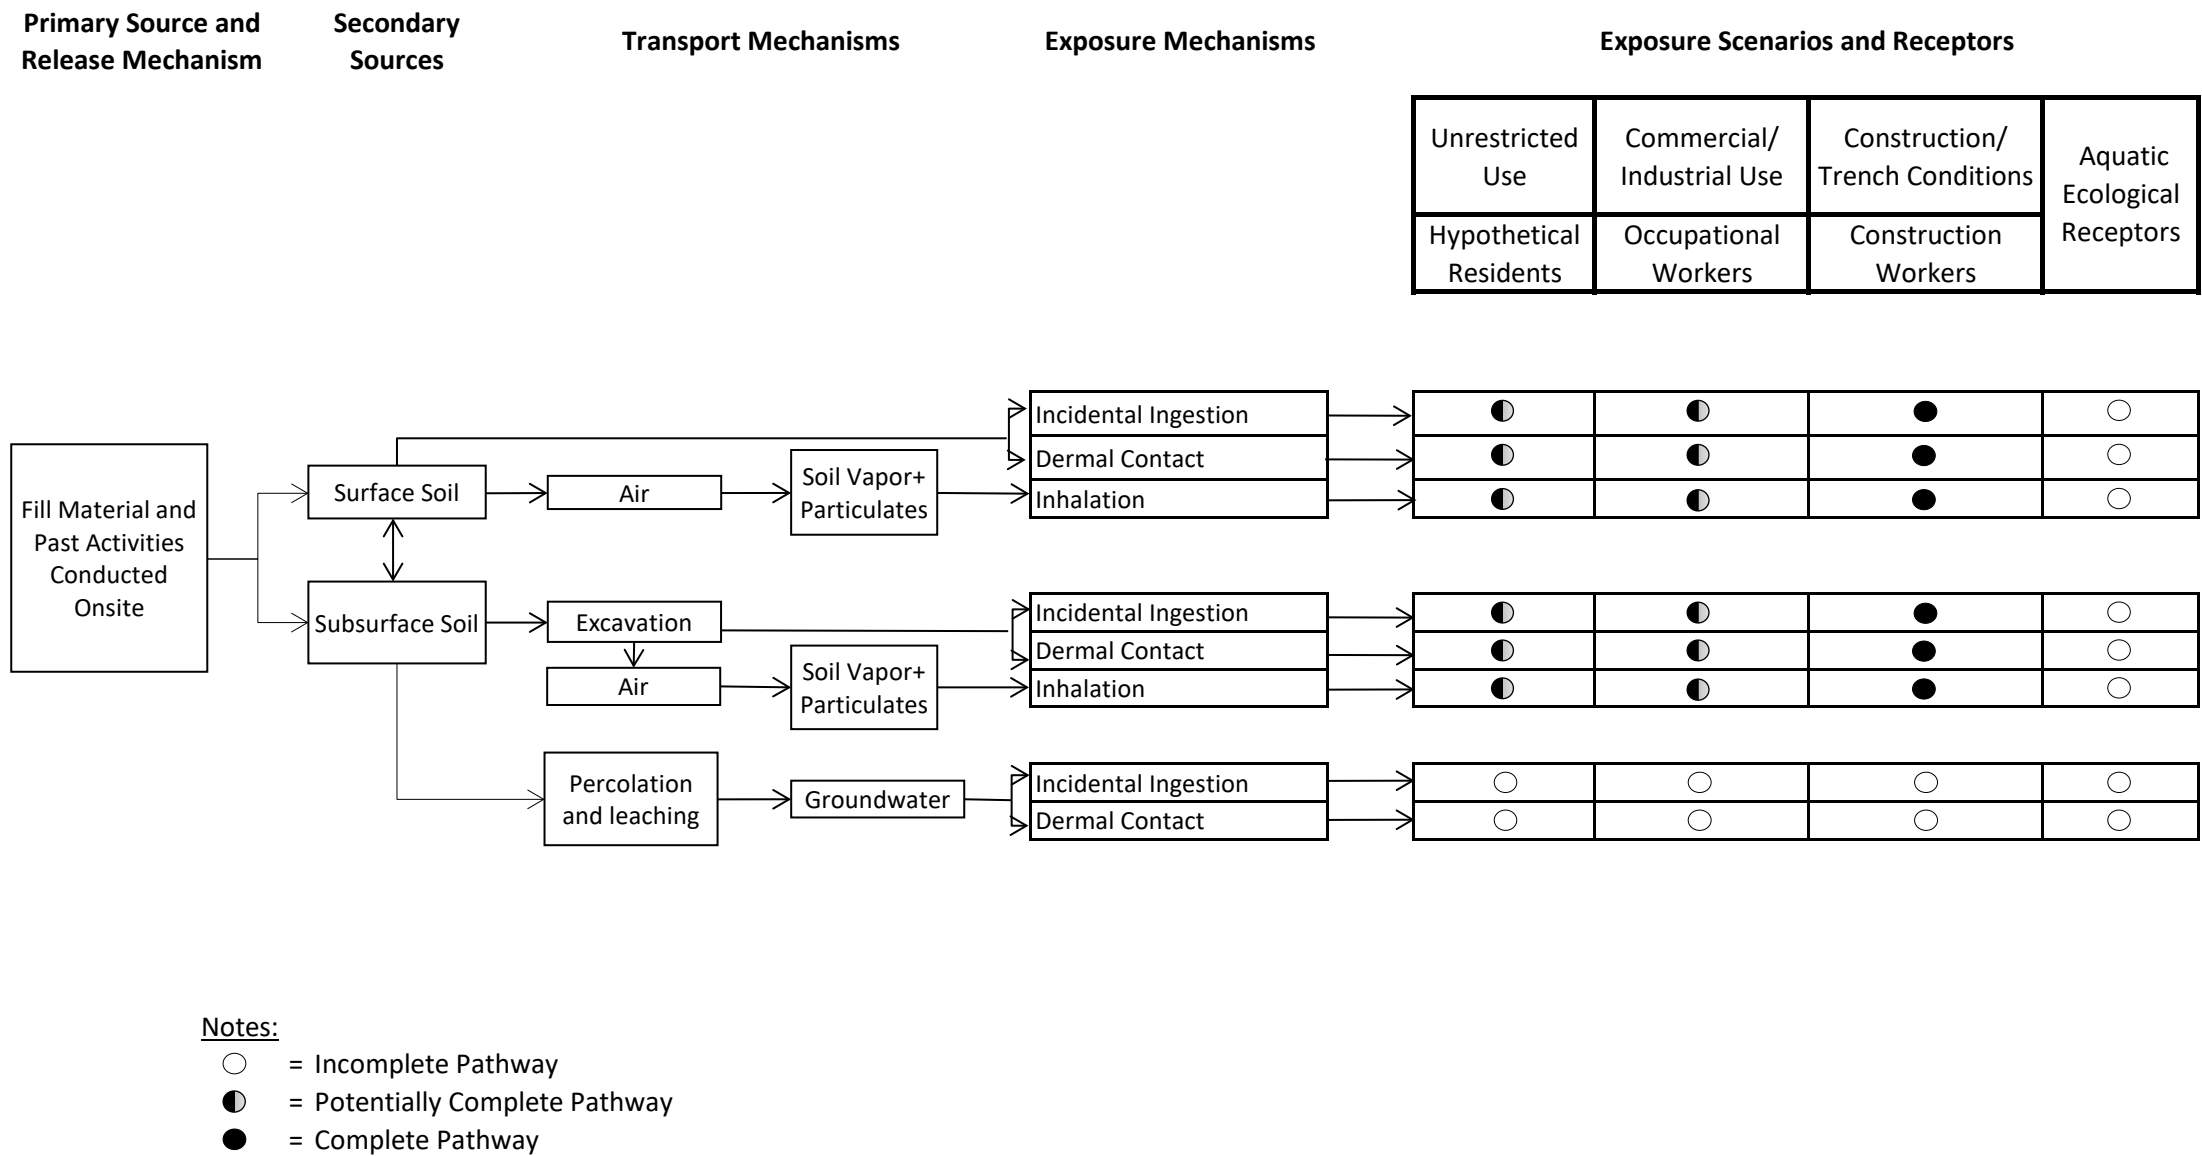 Primary Source and
Release Mechanism
Secondary
Sources
Transport Mechanisms
Exposure Mechanisms
Exposure Scenarios and Receptors
Unrestricted
Use
Commercial/
Industrial Use
Construction/
Trench Conditions
Aquatic
Ecological
Receptors
Hypothetical
Residents
Occupational
Workers
Construction
Workers
Fill Material and
Past Activities
Conducted
Onsite
Surface Soil
Air
Soil Vapor+
Particulates
Incidental Ingestion
Dermal Contact
Inhalation
Subsurface Soil
Excavation
Air
Soil Vapor+
Particulates
Incidental Ingestion
Dermal Contact
Inhalation
Percolation
and leaching
Groundwater
Incidental Ingestion
Dermal Contact
Notes:
= Incomplete Pathway
= Potentially Complete Pathway
= Complete Pathway